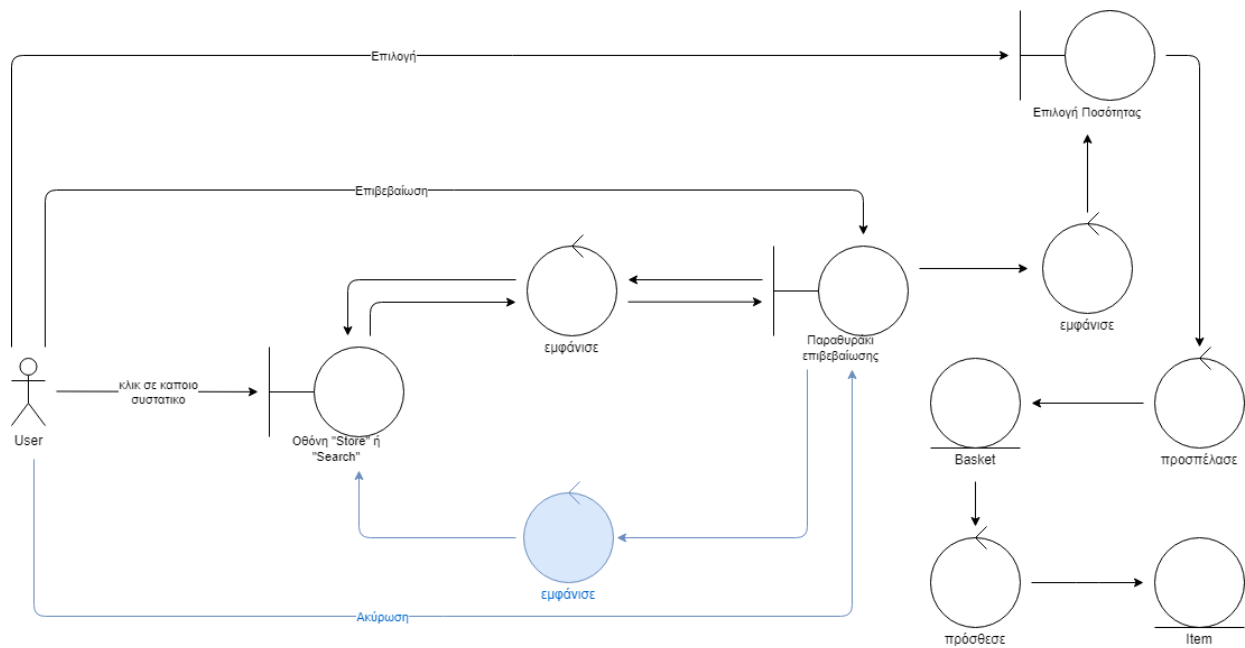 Επιλογή
Επιλογή Ποσότητας
Επιβεβαίωση
εμφάνισε
εμφάνισε
Παραθυράκι
επιβεβαίωσης
κλικ σε καποιο
συστατικο
User
Οθόνη "Store" ή
"Search"
Basket
προσπέλασε
εμφάνισε
Ακύρωση
πρόσθεσε
Item